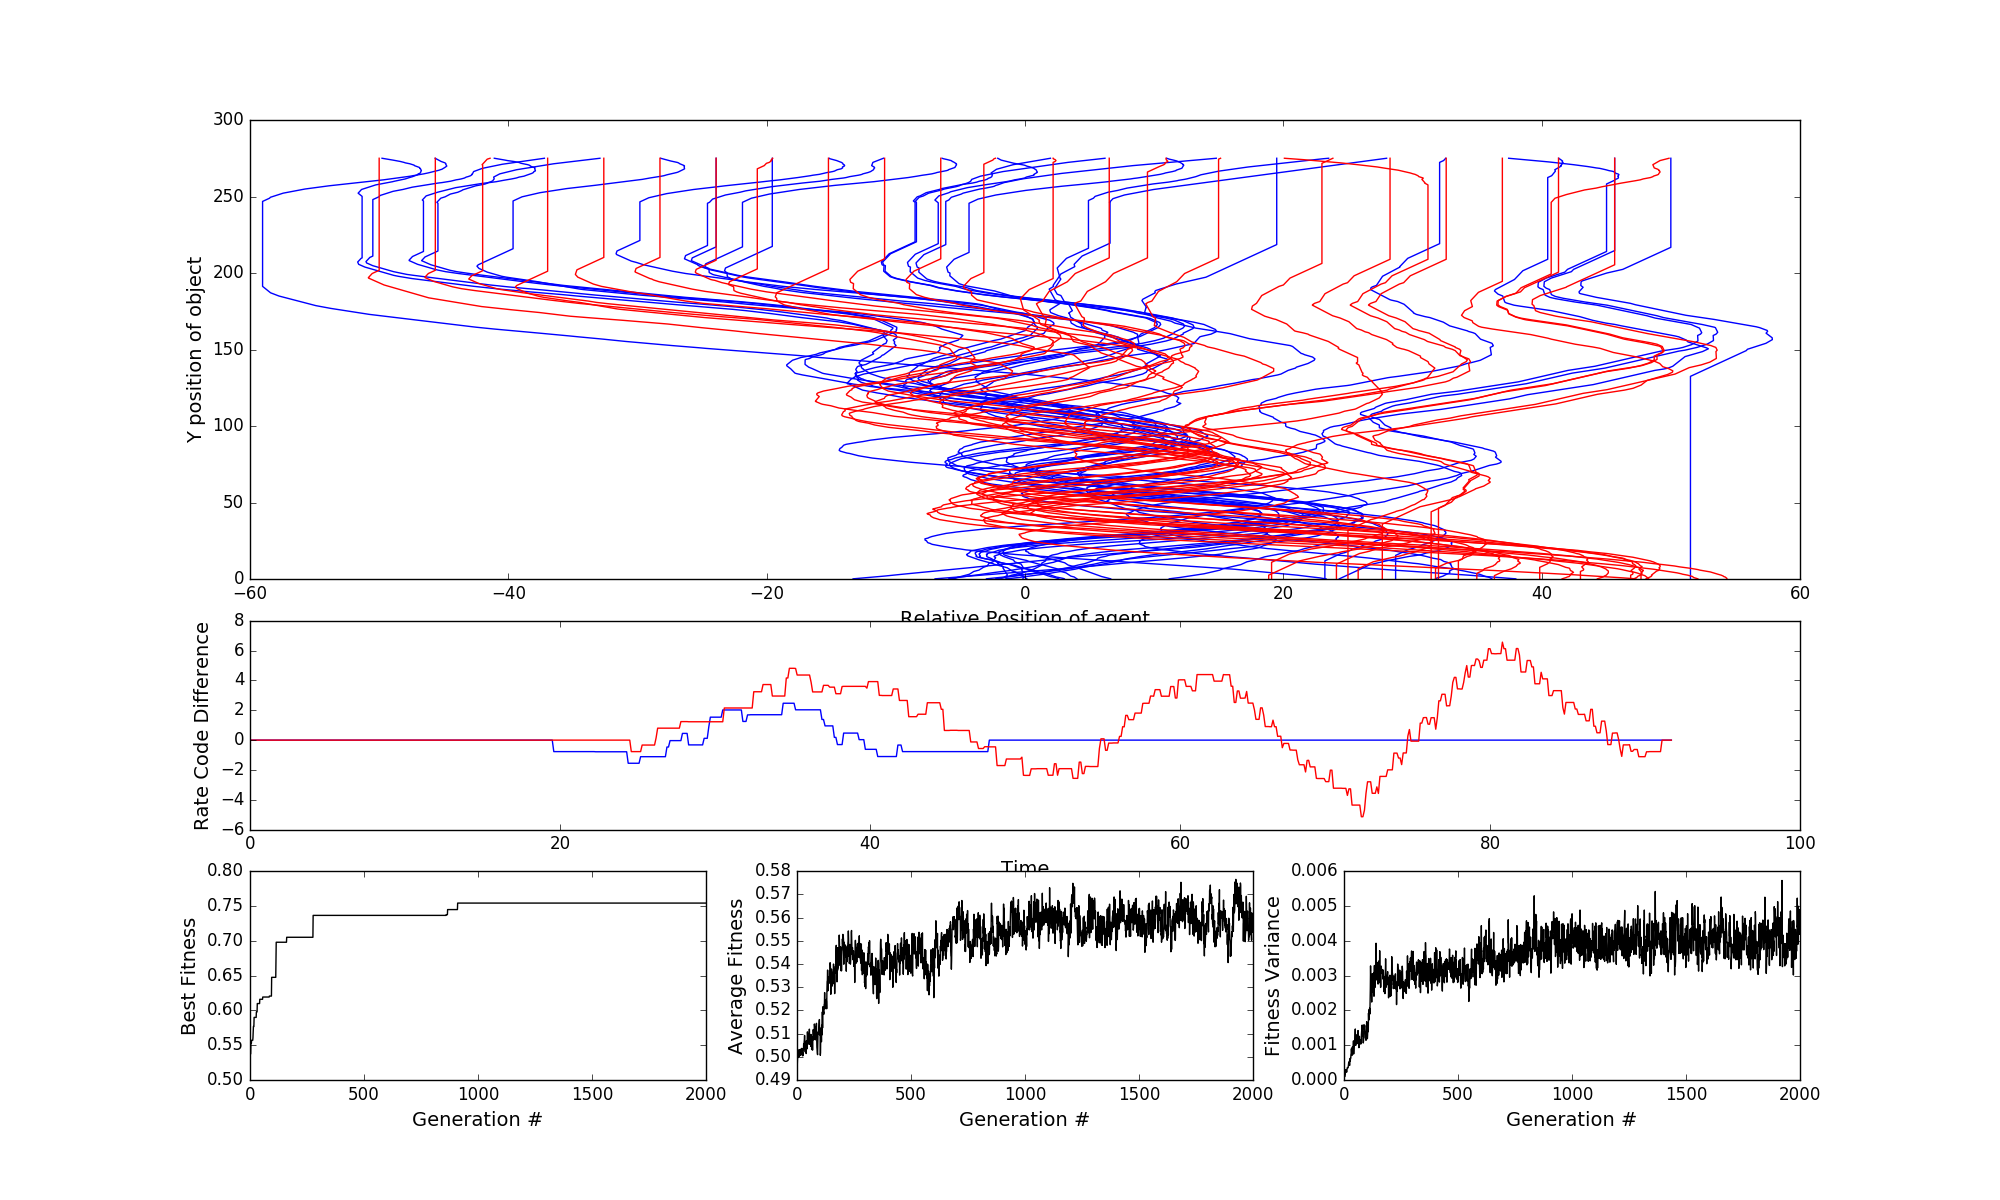 300
250
200
150
100
50
0
Y position of object
−60 −40 −20 0 20 40 60
Relative Position of agent
8
6
4
2
0
−2
−4
−6
Rate Code Difference
0 20 40 60 80 100
Time
0.80
0.75
0.70
0.65
0.60
0.55
0.50
Best Fitness
0 500 1000 1500 2000
Generation #
0.58
0.57
0.56
0.55
0.54
0.53
0.52
0.51
0.50
0.49
Average Fitness
0 500 1000 1500 2000
Generation #
0.006
0.005
0.004
0.003
0.002
0.001
0.000
Fitness Variance
0 500 1000 1500 2000
Generation #